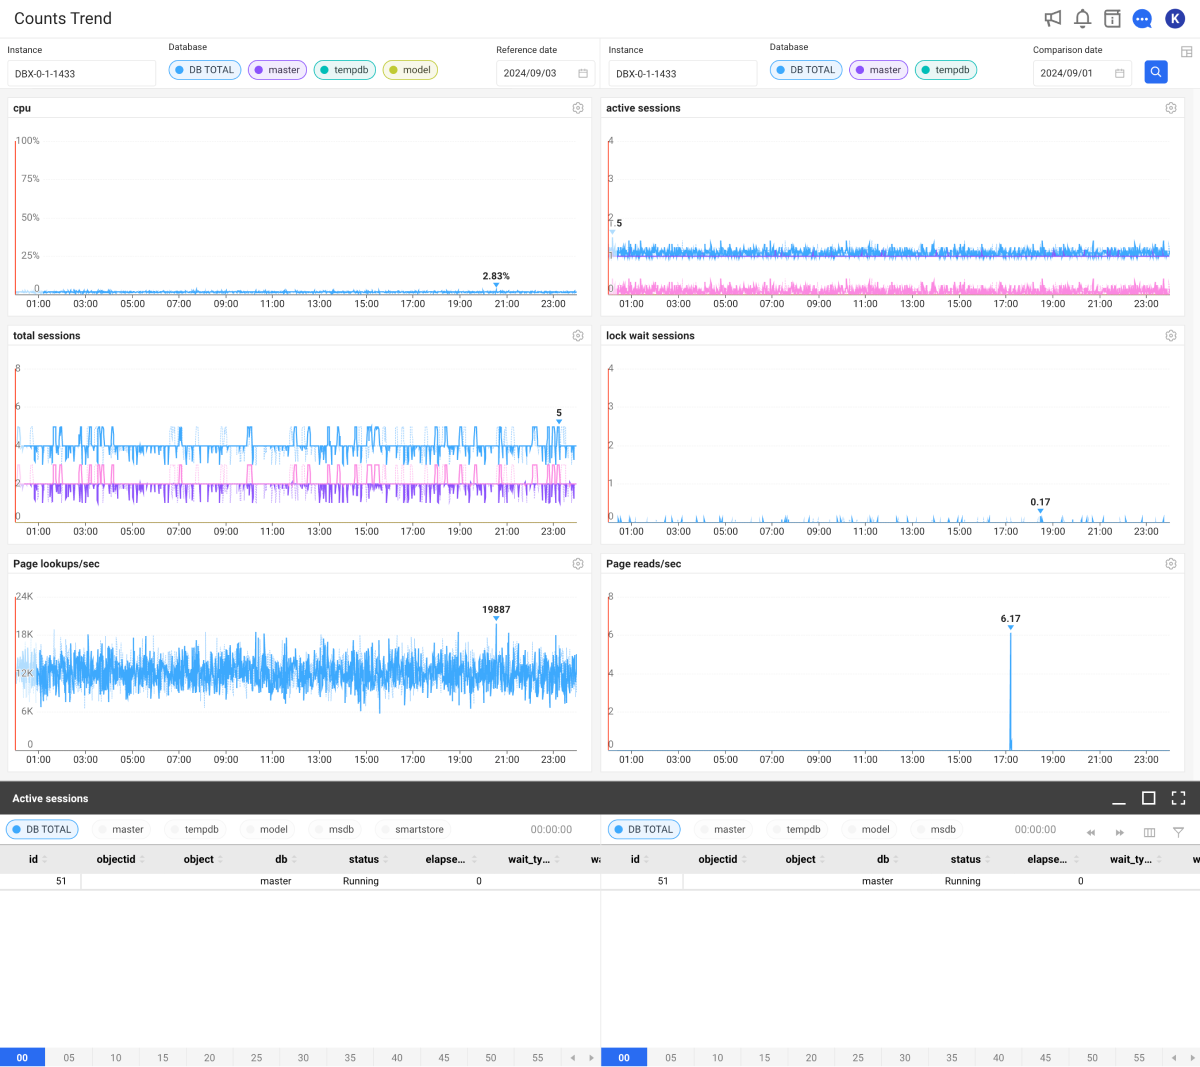 Counts Trend
K
Instance
Database
Reference date
Instance
Database
Comparison date
DBX-0-1-1433
DB TOTAL
master
tempdb
model
2024/09/03
DBX-0-1-1433
DB TOTAL
master
tempdb
2024/09/01
cpu
100%
75%
50%
25%
0
2.83%
01:00 03:00 05:00 07:00 09:00 11:00 13:00 15:00 17:00 19:00 21:00 23:00
active sessions
4
3
2
1
0
1.5
01:00 03:00 05:00 07:00 09:00 11:00 13:00 15:00 17:00 19:00 21:00 23:00
total sessions
8
6
4
2
0
5
01:00 03:00 05:00 07:00 09:00 11:00 13:00 15:00 17:00 19:00 21:00 23:00
lock wait sessions
4
3
2
1
0
0.17
01:00 03:00 05:00 07:00 09:00 11:00 13:00 15:00 17:00 19:00 21:00 23:00
Page lookups/sec
24K
18K
12K
6K
0
19887
01:00 03:00 05:00 07:00 09:00 11:00 13:00 15:00 17:00 19:00 21:00 23:00
Page reads/sec
8
6
4
2
0
6.17
01:00 03:00 05:00 07:00 09:00 11:00 13:00 15:00 17:00 19:00 21:00 23:00
Active sessions
DB TOTAL master tempdb model msdb smartstore 00:00:00
id objectid object db status elapse... wait_ty...
51 master Running 0
00 05 10 15 20 25 30 35 40 45 50 55
DB TOTAL master tempdb model msdb 00:00:00
id objectid object db status elapse... wait_ty...
51 master Running 0
00 05 10 15 20 25 30 35 40 45 50 55